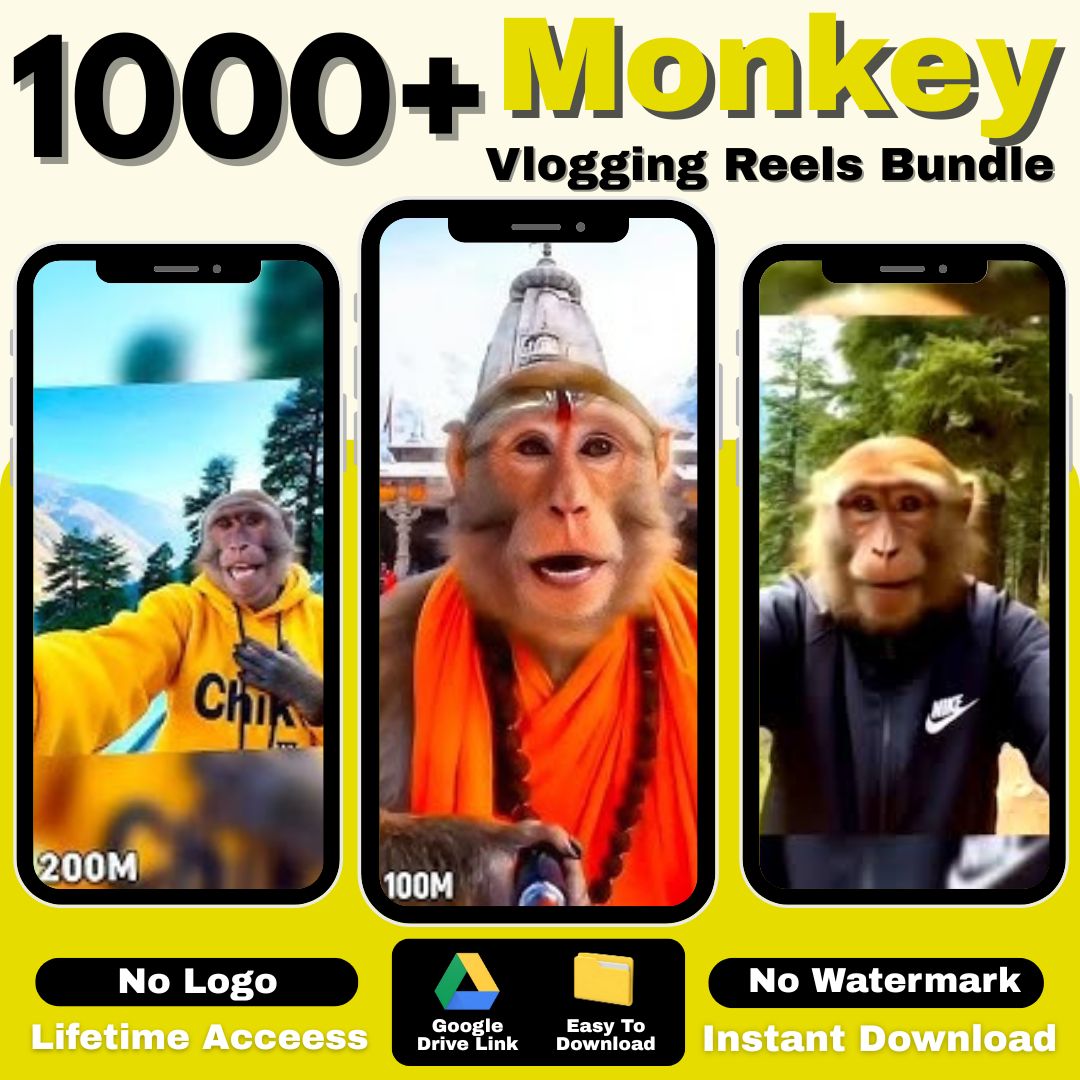 1000+ Monkey
Vlogging Reels Bundle
Chik
200M
100M
NIKE
No Logo
Lifetime Acceess
Google
Drive Link
Easy To
Download
No Watermark
Instant Download